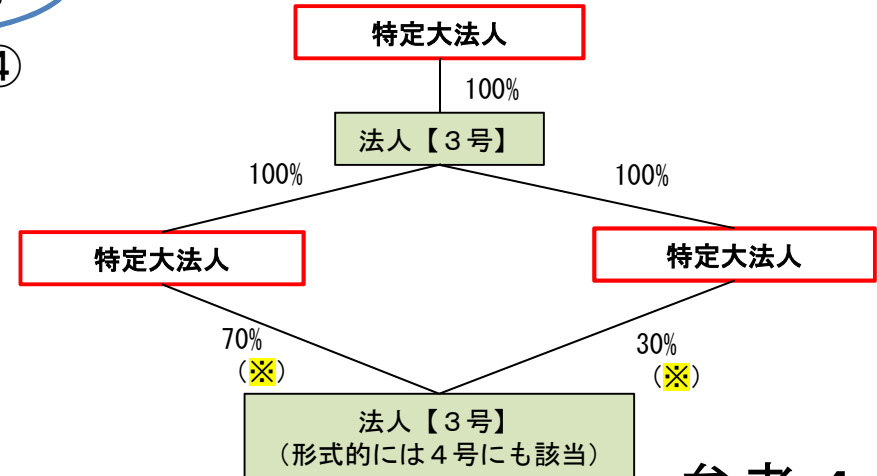 ④
特定大法人
100%
法人【３号】
100%
100%
特定大法人
特定大法人
70%
（※）
30%
（※）
法人【３号】
（形式的には４号にも該当）